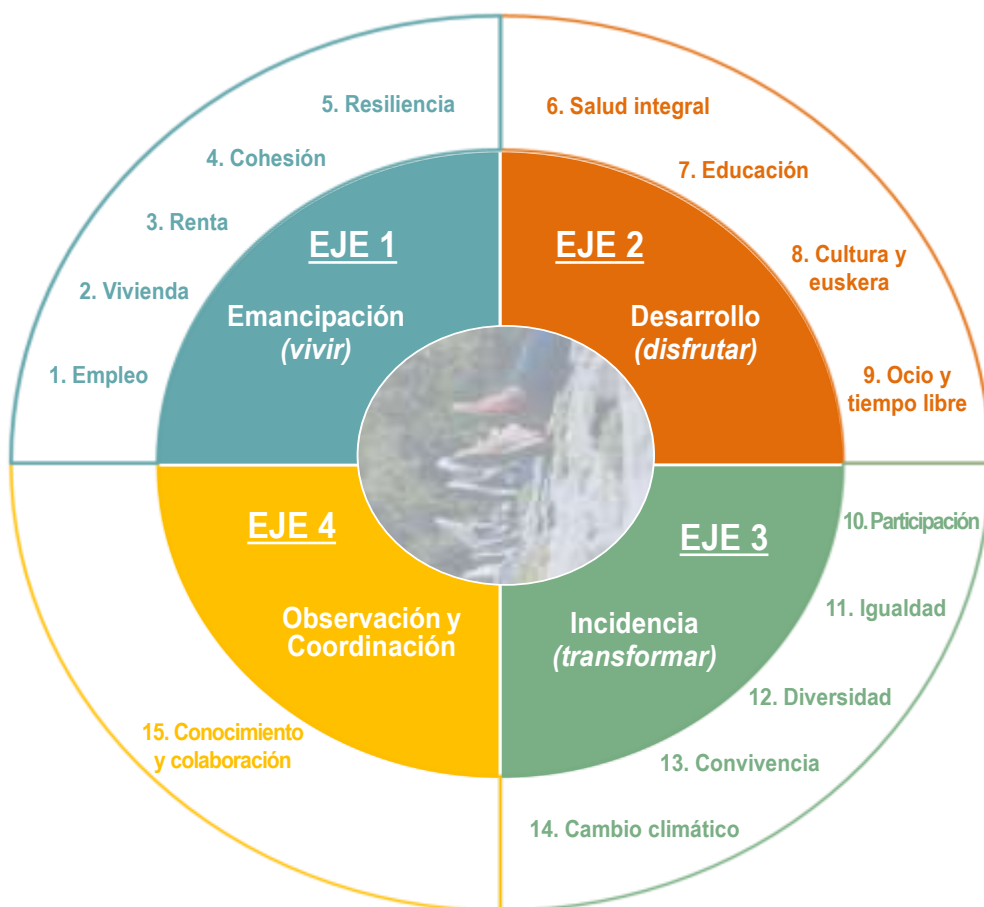 EJE 1
Emancipación
(vivir)
1. Empleo
2. Vivienda
3. Renta
4. Cohesión
5. Resiliencia
EJE 2
Desarrollo
(disfrutar)
6. Salud integral
7. Educación
8. Cultura y
euskera
9. Ocio y
tiempo libre
EJE 3
Incidencia
(transformar)
10. Participación
11. Igualdad
12. Diversidad
13. Convivencia
14. Cambio climático
EJE 4
Observación y
Coordinación
15. Conocimiento
y colaboración